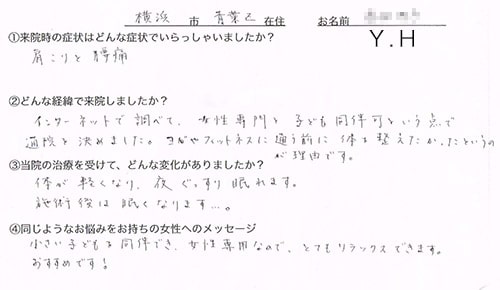 横浜 市 青葉区 在住 お名前
Y.H
①来院時の症状はどんな症状でいらっしゃいましたか？
肩こりと腰痛
②どんな経緯で来院しましたか？
インターネットで調べて、女性専門と子ども同伴可という点で
通院を決めました。ヨガやフィットネスに通う前に体を整えたかったというの
が理由です。
③当院の治療を受けて、どんな変化がありましたか？
体が軽くなり、夜ぐっすり眠れます。
施術後は眠くなります…。
④同じようなお悩みをお持ちの女性へのメッセージ
小さい子どもも同伴でき、女性専用なので、とてもリラックスできます。
おすすめです！